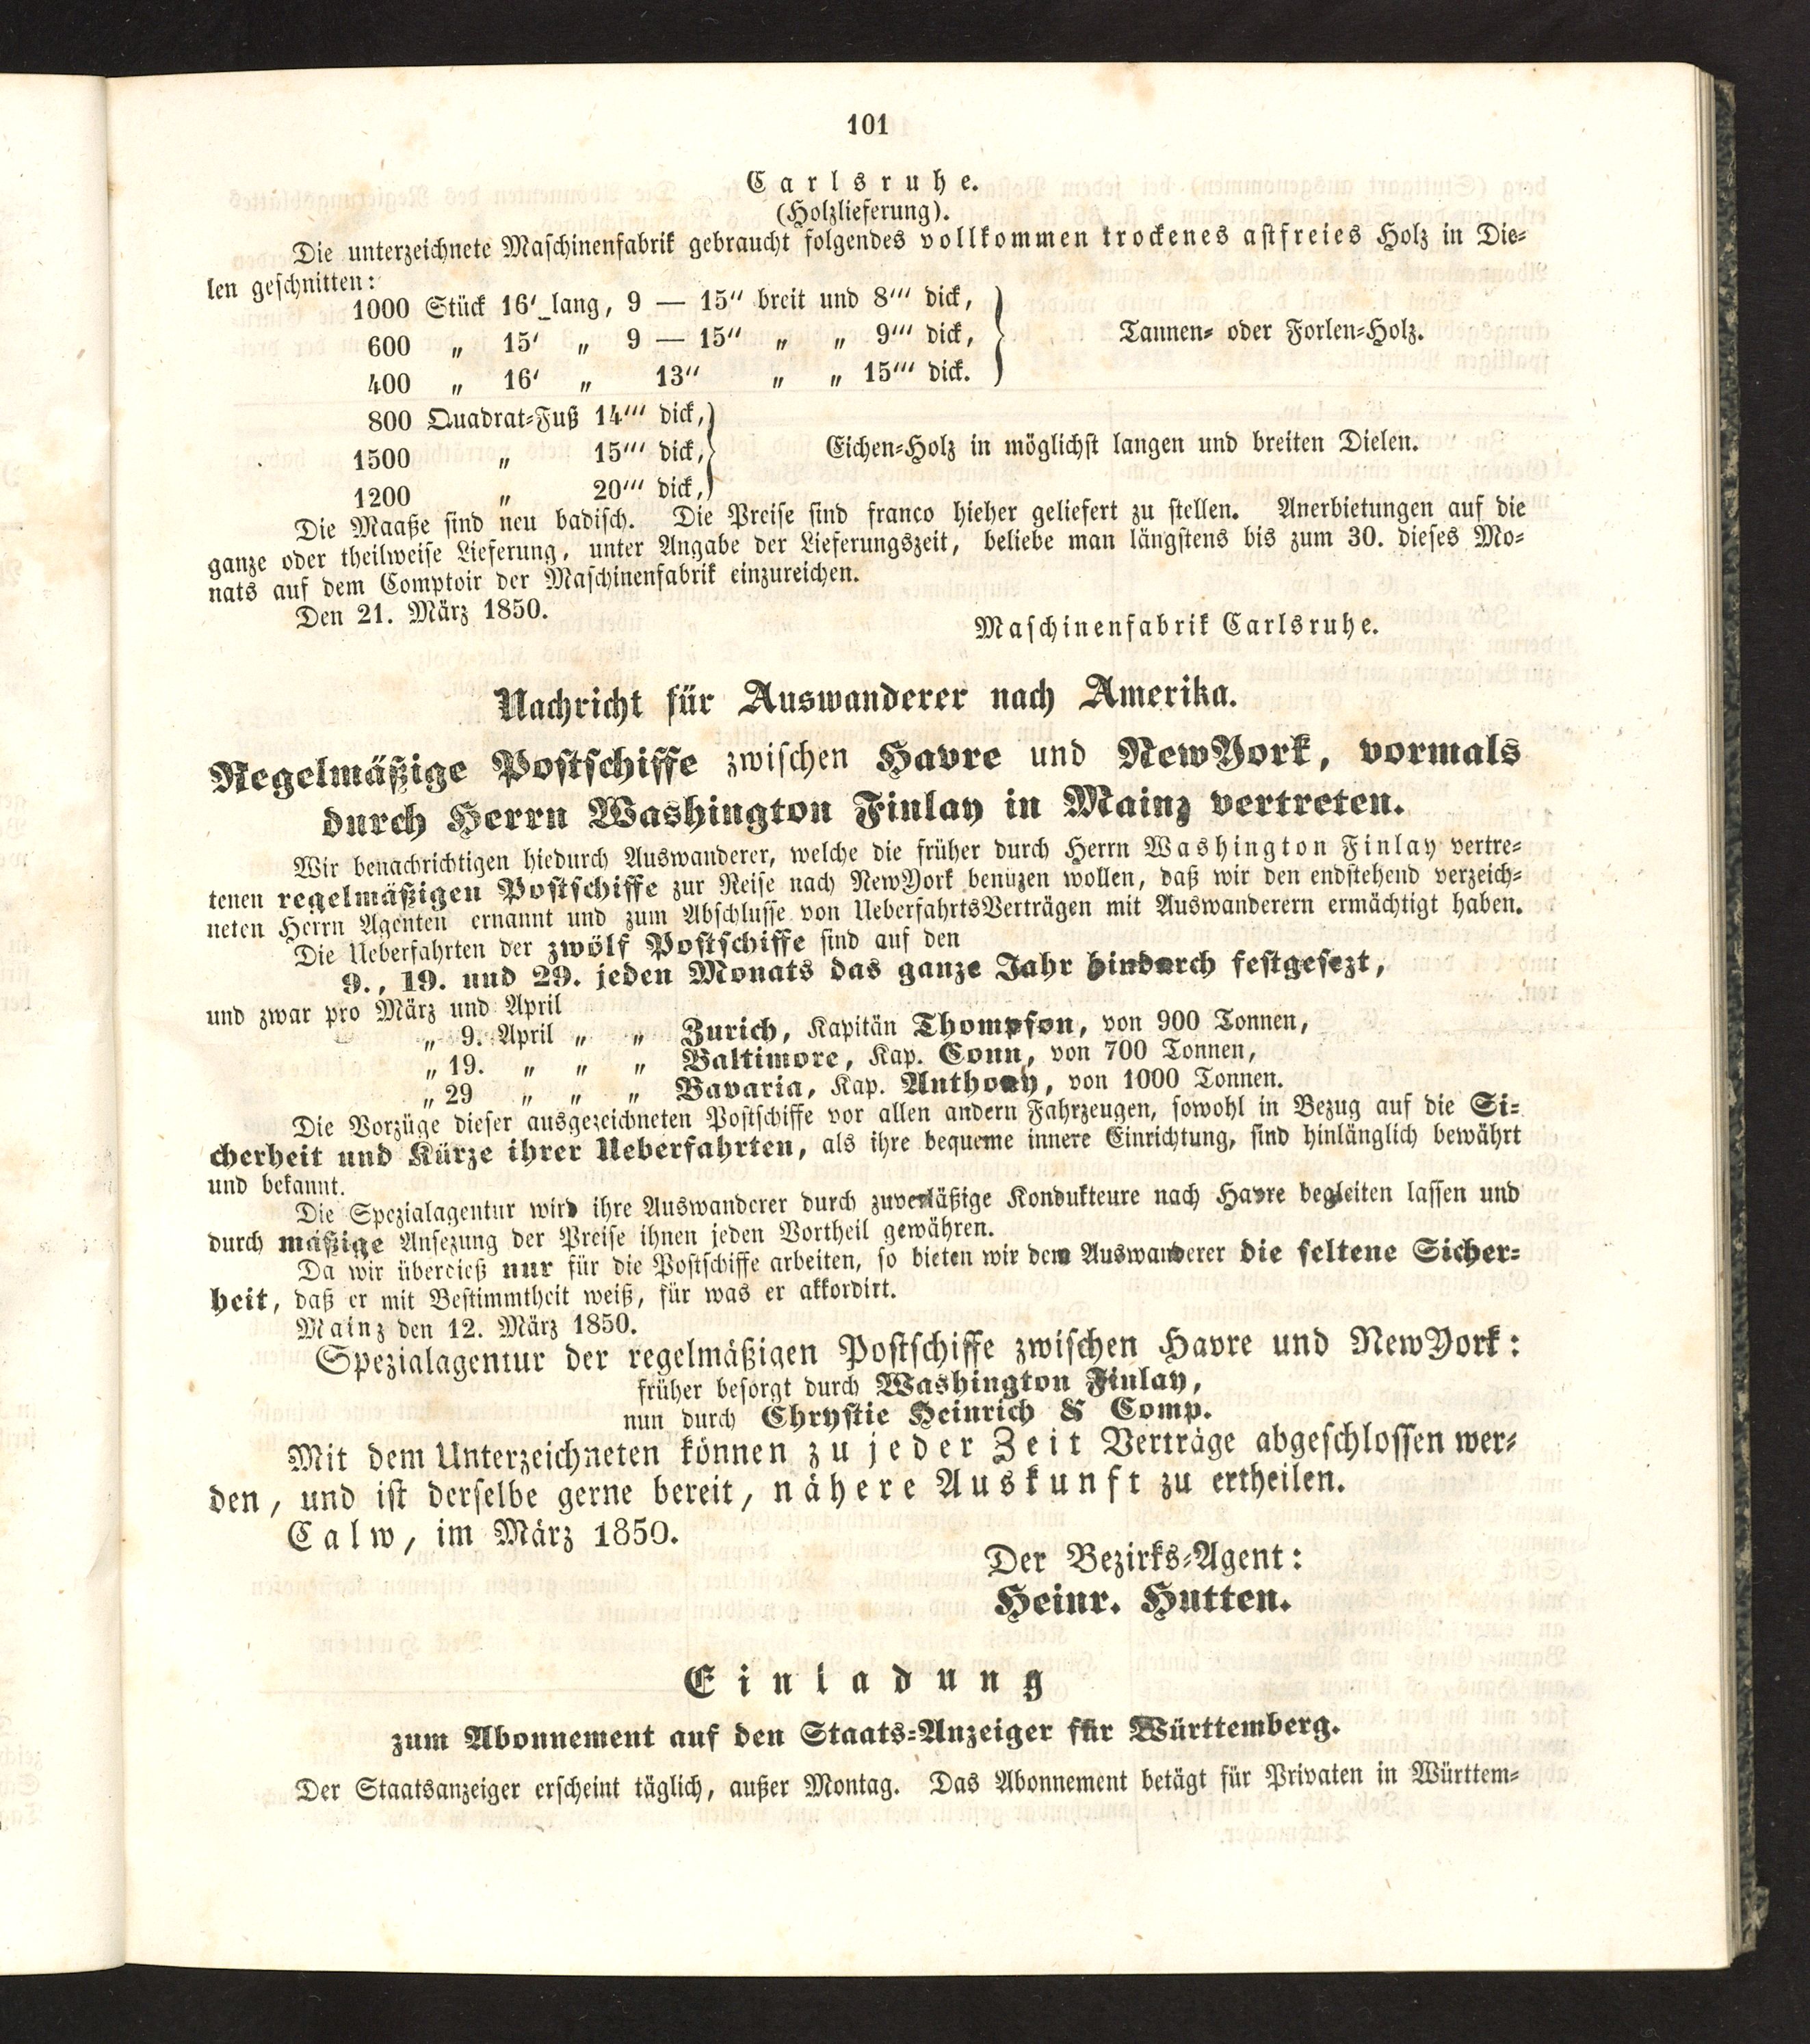 101
Carlsruhe.
(Holzlieferung).
Die unterzeichnete Maschinenfabrik gebraucht folgendes vollkommen trockenes astfreies Holz in Die-
len geschnitten:
1000 Stück 16' lang, 9 — 15" breit und 8''' dick,
600 „ 15' „ 9 — 15" „ „ 9''' dick,
Tannen- oder Forlen-Holz.
400 „ 16' „ 13" „ „ 15''' dick.
800 Quadrat-Fuß 14''' dick,
1500 „ 15''' dick,
Eichen-Holz in möglichst langen und breiten Dielen.
1200 „ 20''' dick,
Die Maaße sind neu badisch. Die Preise sind franco hieher geliefert zu stellen. Anerbietungen auf die
ganze oder theilweise Lieferung, unter Angabe der Lieferungszeit, beliebe man längstens bis zum 30. dieses Mo-
nats auf dem Comptoir der Maschinenfabrik einzureichen.
Den 21. März 1850.
Maschinenfabrik Carlsruhe.
Nachricht für Auswanderer nach Amerika.
Regelmäßige Postschiffe zwischen Havre und NewYork, vormals
durch Herrn Washington Finlay in Mainz vertreten.
Wir benachrichtigen hiedurch Auswanderer, welche die früher durch Herrn Washington Finlay vertre-
tenen regelmäßigen Postschiffe zur Reise nach NewYork benüzen wollen, daß wir den endstehend verzeich-
neten Herrn Agenten ernannt und zum Abschlusse von UeberfahrtsVerträgen mit Auswanderern ermächtigt haben.
Die Ueberfahrten der zwölf Postschiffe sind auf den
9., 19. und 29. jeden Monats das ganze Jahr hindurch festgesezt,
und zwar pro März und April
„ 9. April „ „ Zurich, Kapitän Thompson, von 900 Tonnen,
„ 19. „ „ „ Baltimore, Kap. Conn, von 700 Tonnen,
„ 29 „ „ „ Bavaria, Kap. Anthony, von 1000 Tonnen.
Die Vorzüge dieser ausgezeichneten Postschiffe vor allen andern Fahrzeugen, sowohl in Bezug auf die Si-
cherheit und Kürze ihrer Ueberfahrten, als ihre bequeme innere Einrichtung, sind hinlänglich bewährt
und bekannt.
Die Spezialagentur wird ihre Auswanderer durch zuverläßige Kondukteure nach Havre begleiten lassen und
durch mäßige Ansezung der Preise ihnen jeden Vortheil gewähren.
Da wir überdieß nur für die Postschiffe arbeiten, so bieten wir dem Auswanderer die seltene Sicher-
heit, daß er mit Bestimmtheit weiß, für was er akkordirt.
Mainz den 12. März 1850.
Spezialagentur der regelmäßigen Postschiffe zwischen Havre und NewYork:
früher besorgt durch Washington Finlay,
nun durch Chrystie Heinrich & Comp.
Mit dem Unterzeichneten können zu jeder Zeit Verträge abgeschlossen wer-
den, und ist derselbe gerne bereit, nähere Auskunft zu ertheilen.
Calw, im März 1850.
Der Bezirks-Agent:
Heinr. Hutten.
Einladung
zum Abonnement auf den Staats-Anzeiger für Württemberg.
Der Staatsanzeiger erscheint täglich, außer Montag. Das Abonnement betägt für Privaten in Württem-